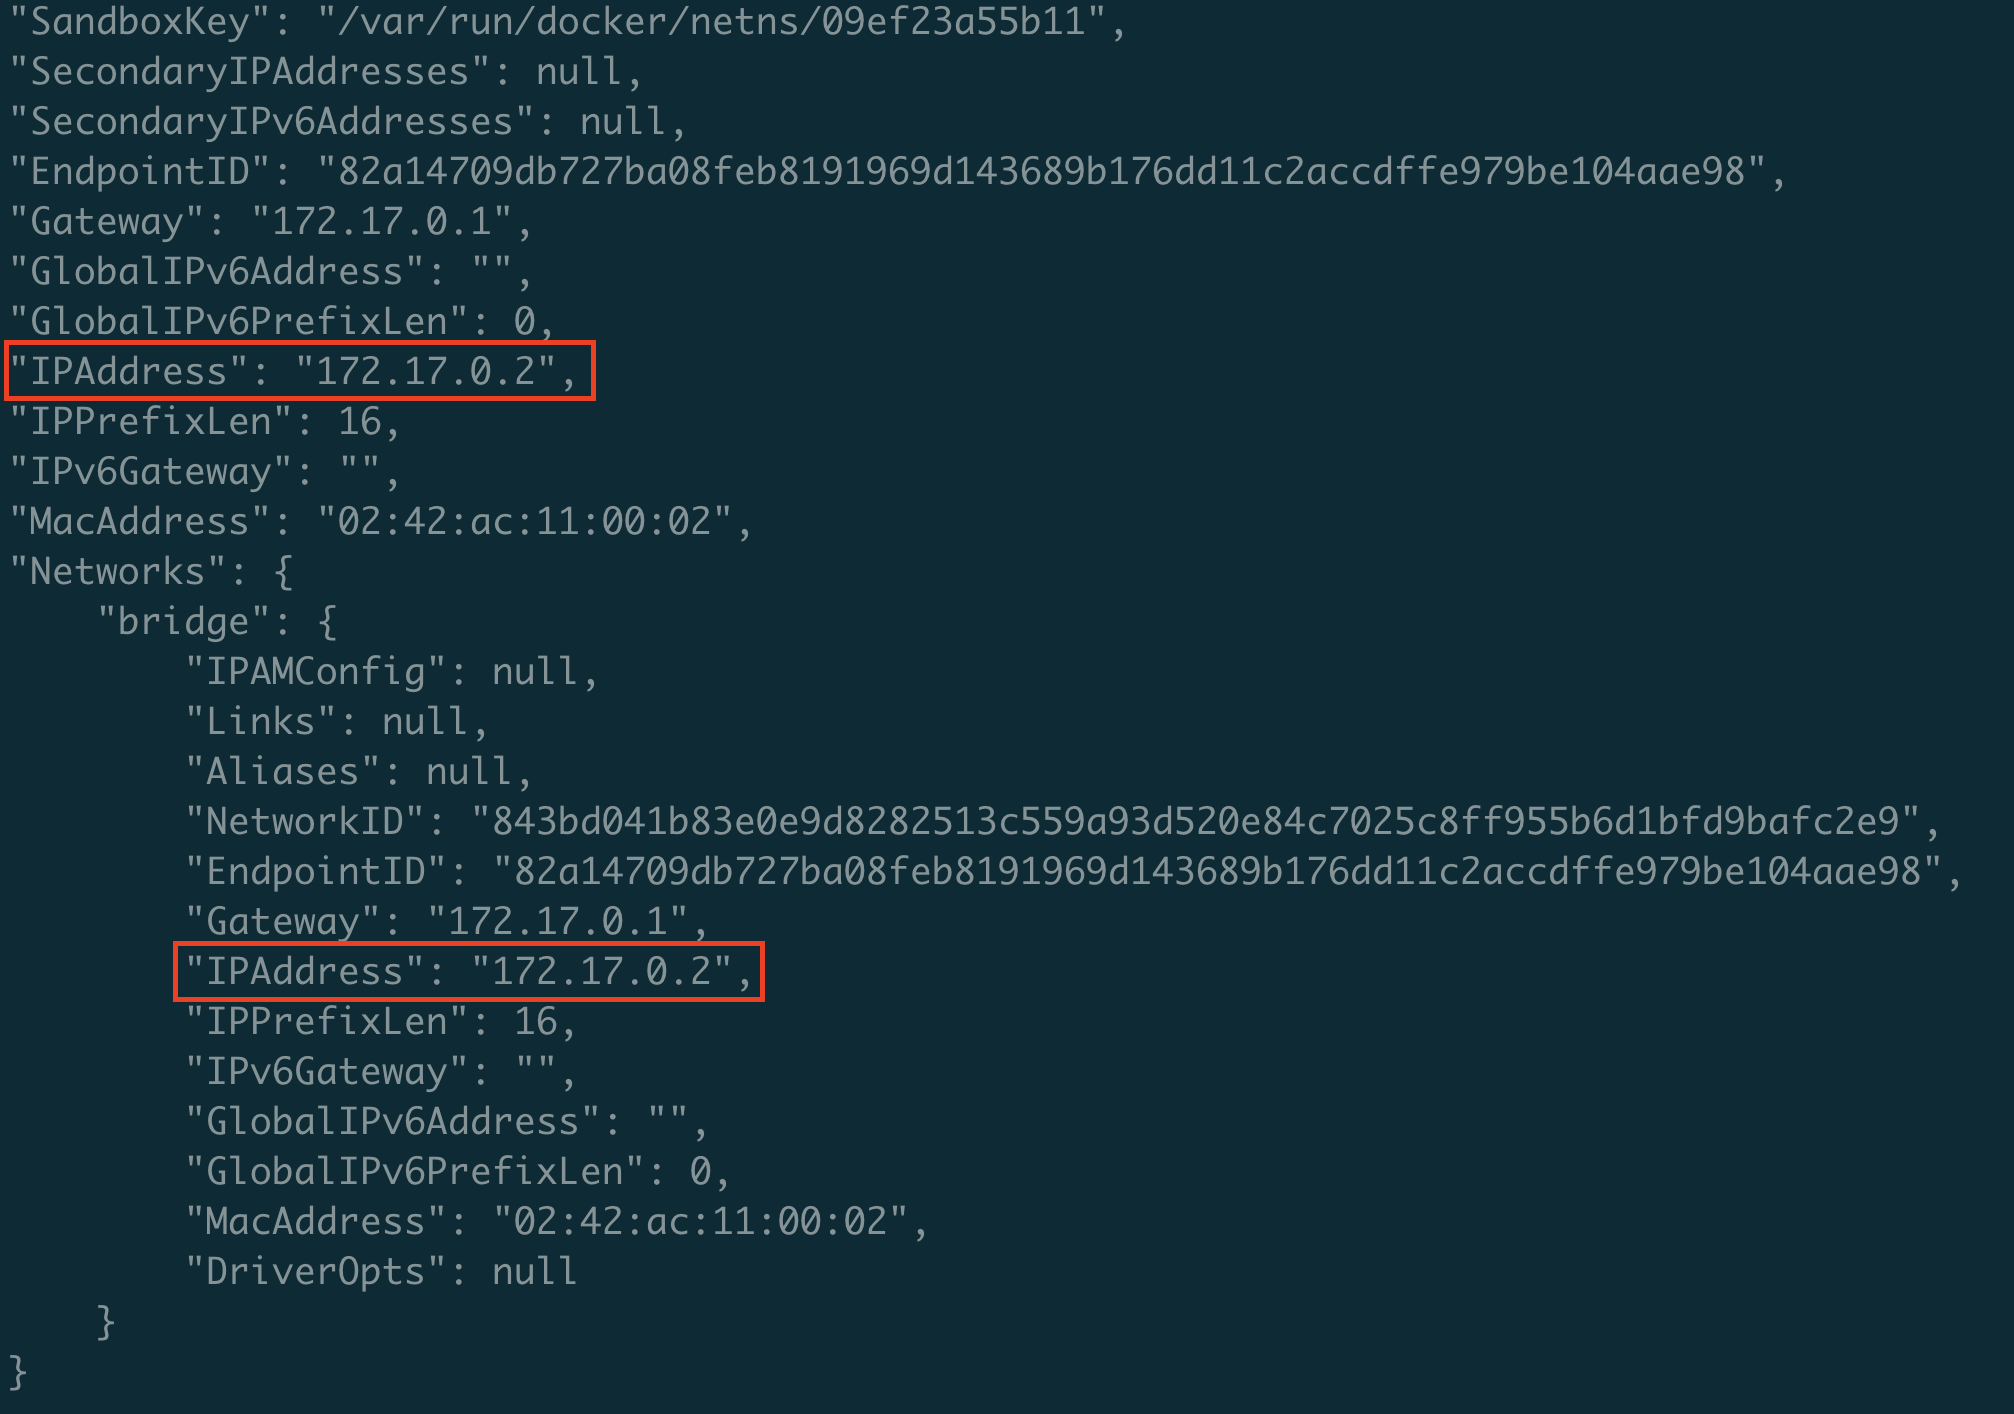 "SandboxKey": "/var/run/docker/netns/09ef23a55b11",
"SecondaryIPAddresses": null,
"SecondaryIPv6Addresses": null,
"EndpointID": "82a14709db727ba08feb8191969d143689b176dd11c2accdffe979be104aae98",
"Gateway": "172.17.0.1",
"GlobalIPv6Address": "",
"GlobalIPv6PrefixLen": 0,
"IPAddress": "172.17.0.2",
"IPPrefixLen": 16,
"IPv6Gateway": "",
"MacAddress": "02:42:ac:11:00:02",
"Networks": {
    "bridge": {
        "IPAMConfig": null,
        "Links": null,
        "Aliases": null,
        "NetworkID": "843bd041b83e0e9d8282513c559a93d520e84c7025c8ff955b6d1bfd9bafc2e9",
        "EndpointID": "82a14709db727ba08feb8191969d143689b176dd11c2accdffe979be104aae98",
        "Gateway": "172.17.0.1",
        "IPAddress": "172.17.0.2",
        "IPPrefixLen": 16,
        "IPv6Gateway": "",
        "GlobalIPv6Address": "",
        "GlobalIPv6PrefixLen": 0,
        "MacAddress": "02:42:ac:11:00:02",
        "DriverOpts": null
    }
}